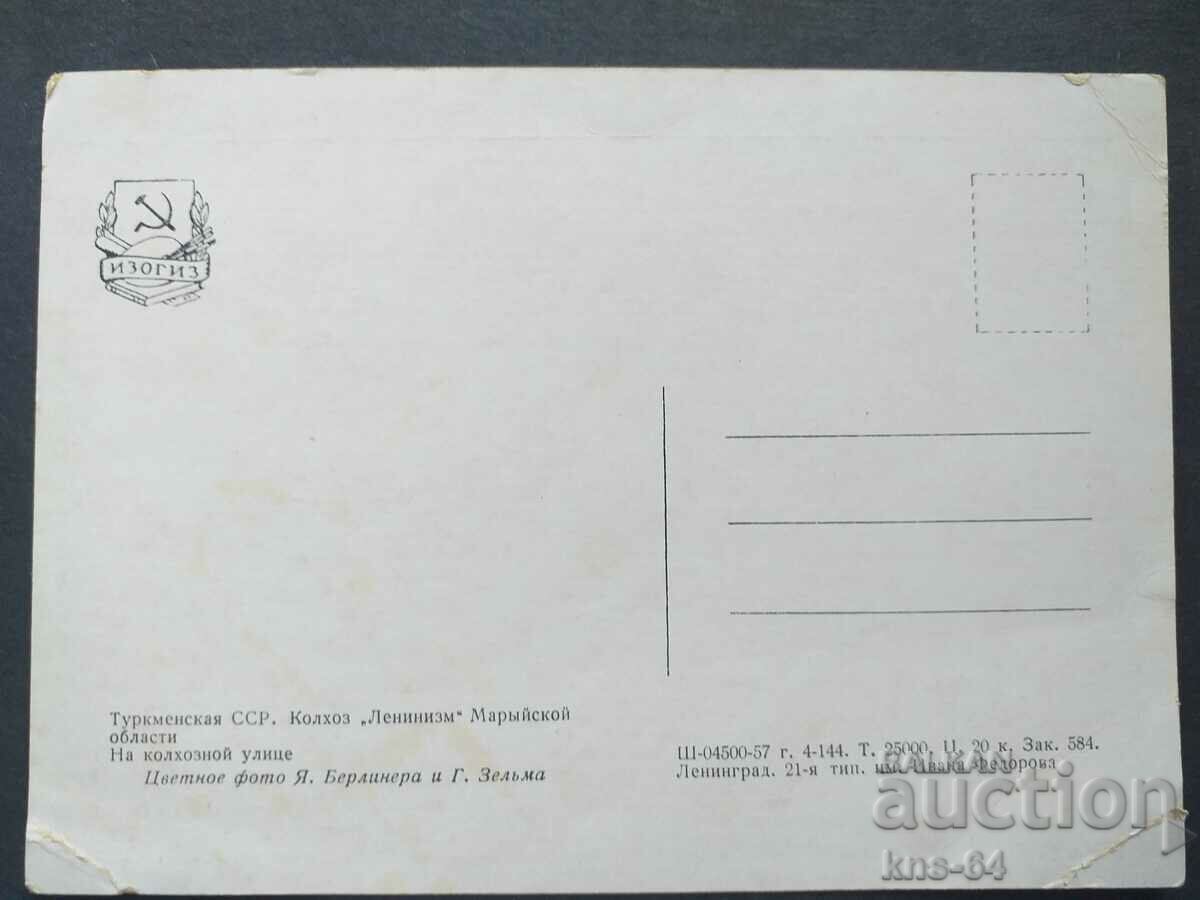 ИЗОГИЗ
Туркменская ССР. Колхоз „Ленинизм“ Марыйской
области
На колхозной улице
Цветное фото Я. Берлинера и Г. Зельма
Ш-04500-57 г. 4-144. Т. 25000. Ц. 20 к. Зак. 584.
Ленинград. 21-я тип. им. Ивана Федорова
BALKAN
auction
kns-64